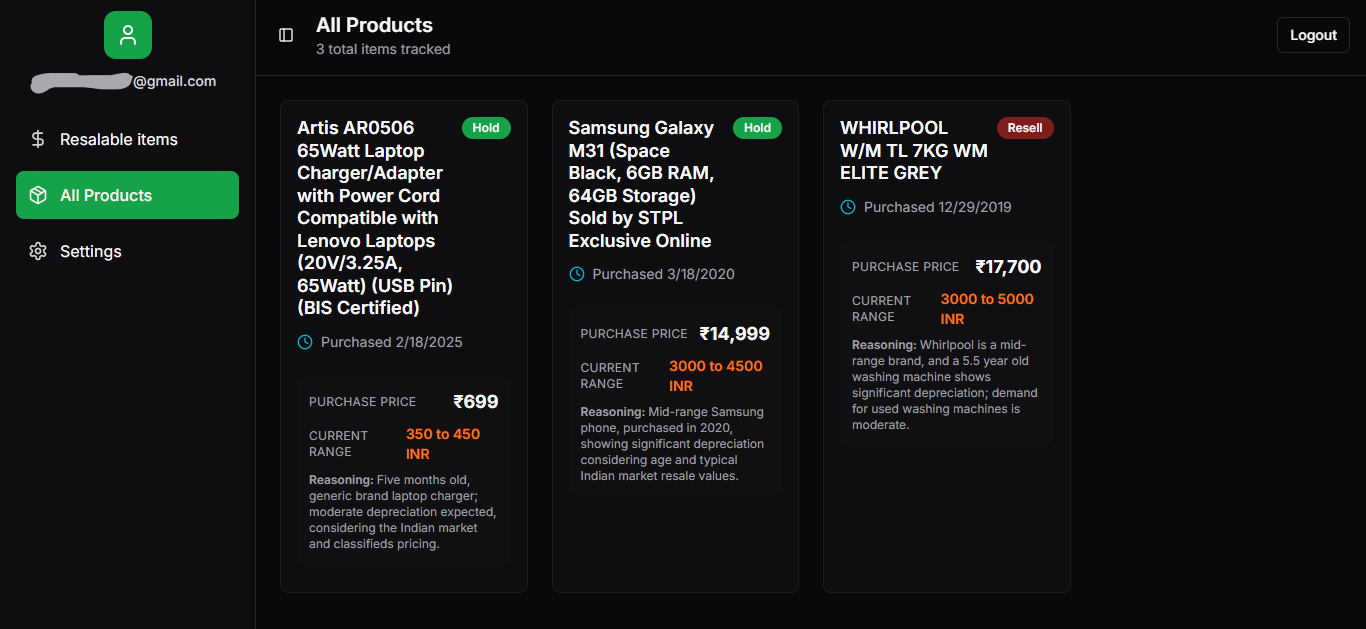 @gmail.com
Resalable items
All Products
Settings
All Products
3 total items tracked
Logout
Artis AR0506
65Watt Laptop
Charger/Adapter
with Power Cord
Compatible with
Lenovo Laptops
(20V/3.25A,
65Watt) (USB Pin)
(BIS Certified)
Hold
Purchased 2/18/2025
PURCHASE PRICE ₹699
CURRENT
RANGE
350 to 450
INR
Reasoning: Five months old,
generic brand laptop charger;
moderate depreciation expected,
considering the Indian market
and classifieds pricing.
Samsung Galaxy
M31 (Space
Black, 6GB RAM,
64GB Storage)
Sold by STPL
Exclusive Online
Hold
Purchased 3/18/2020
PURCHASE PRICE ₹14,999
CURRENT
RANGE
3000 to 4500
INR
Reasoning: Mid-range Samsung
phone, purchased in 2020,
showing significant depreciation
considering age and typical
Indian market resale values.
WHIRLPOOL
W/M TL 7KG WM
ELITE GREY
Resell
Purchased 12/29/2019
PURCHASE PRICE ₹17,700
CURRENT
RANGE
3000 to 5000
INR
Reasoning: Whirlpool is a mid-
range brand, and a 5.5 year old
washing machine shows
significant depreciation; demand
for used washing machines is
moderate.